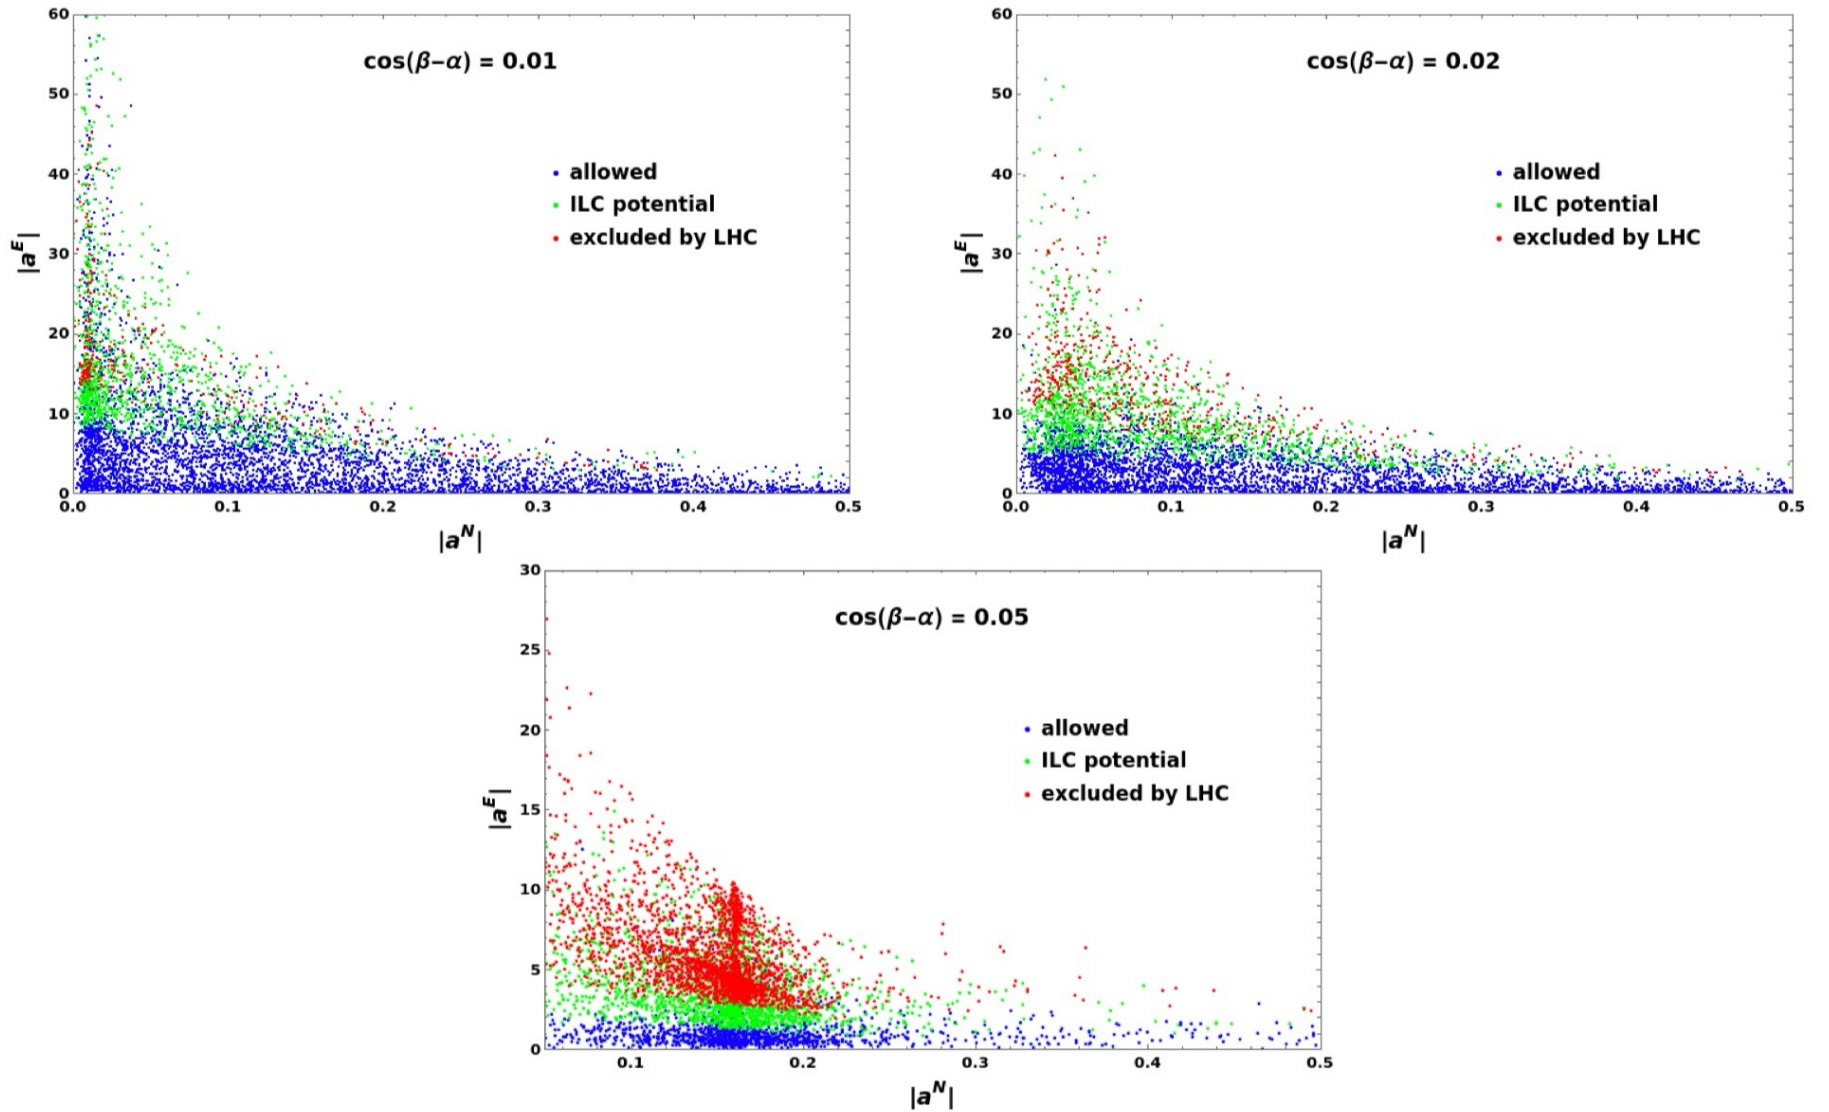 60
cos(β−α) = 0.01
50
40
allowed
ILC potential
30
excluded by LHC
|a^E|
20
10
0
0.0 0.1 0.2 0.3 0.4 0.5
|a^N|
60
cos(β−α) = 0.02
50
40
allowed
ILC potential
30
excluded by LHC
|a^E|
20
10
0
0.0 0.1 0.2 0.3 0.4 0.5
|a^N|
30
cos(β−α) = 0.05
25
20
allowed
ILC potential
15
excluded by LHC
|a^E|
10
5
0
0.1 0.2 0.3 0.4 0.5
|a^N|